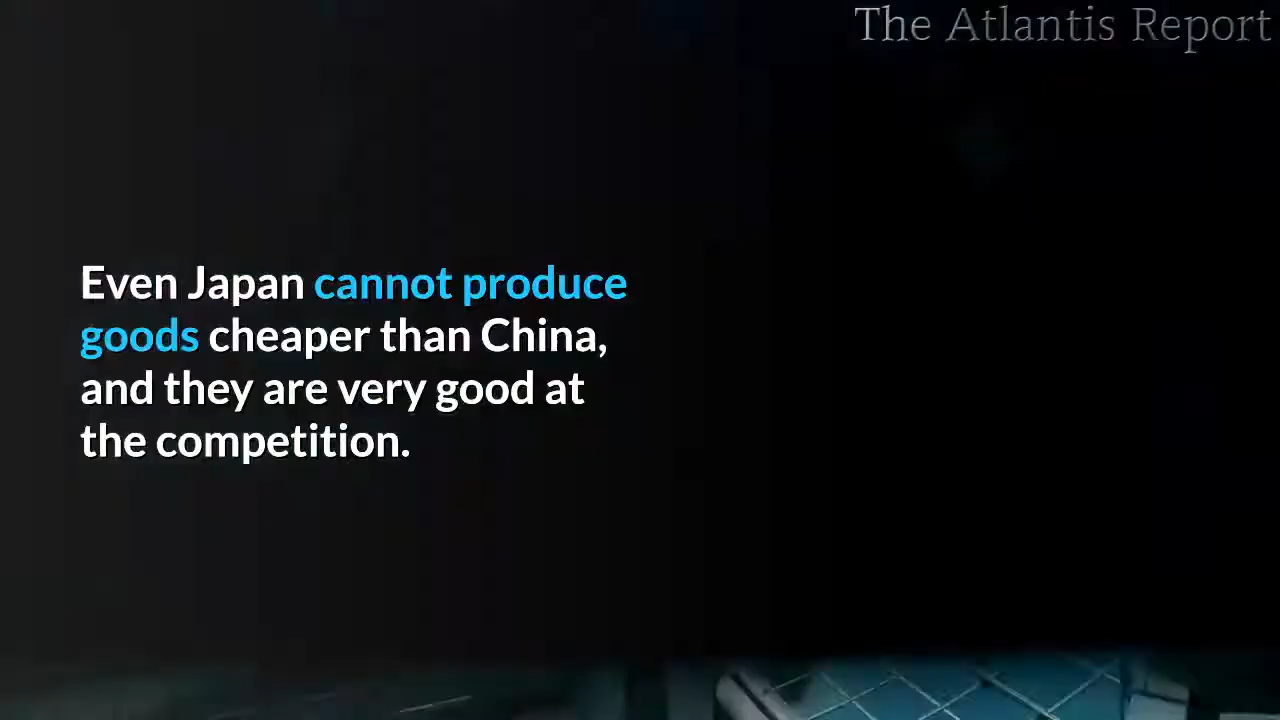 The Atlantis Report
Even Japan cannot produce
goods cheaper than China,
and they are very good at
the competition.